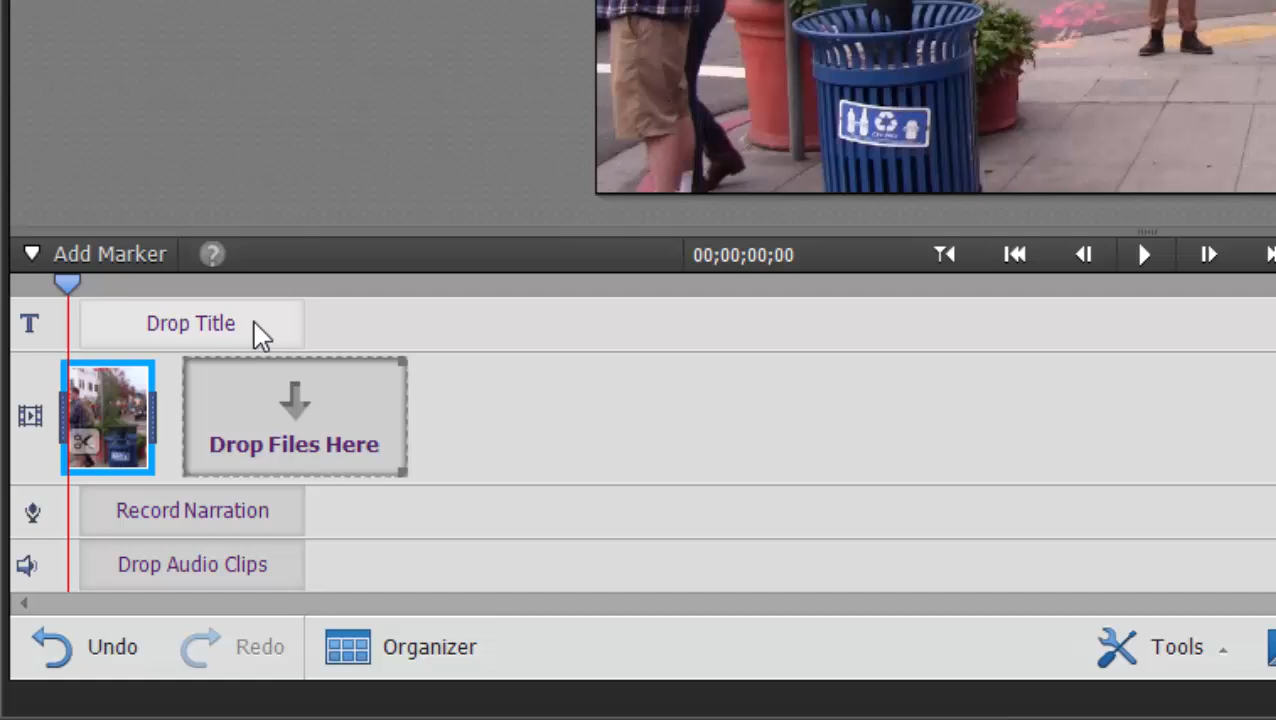 Add Marker
?
00;00;00;00
T
Drop Title
Drop Files Here
Record Narration
Drop Audio Clips
Undo
Redo
Organizer
Tools